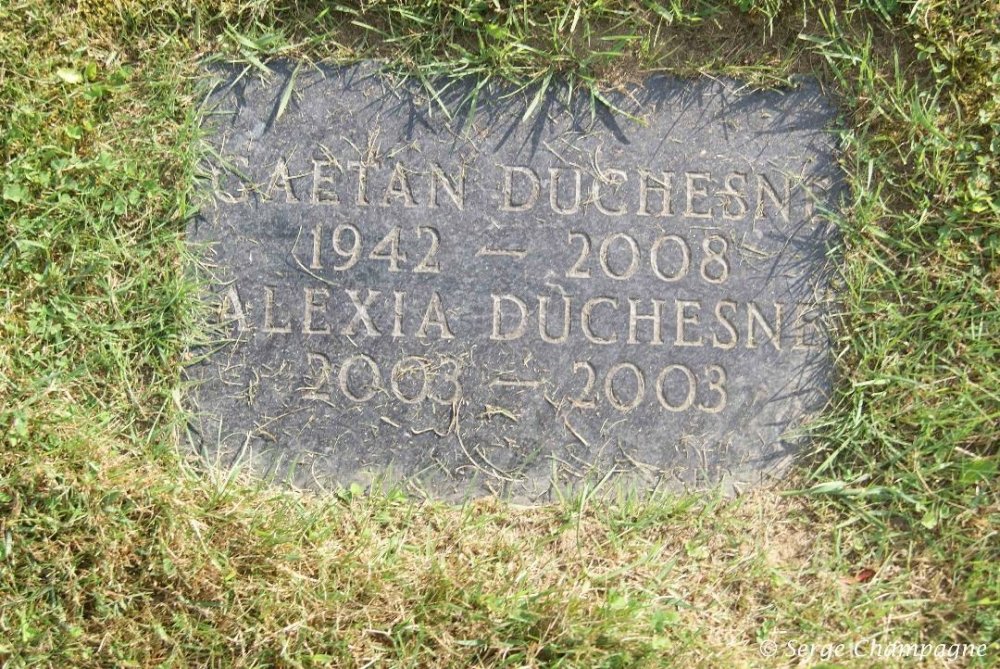 GAETAN DUCHESNE
1942 — 2008
ALEXIA DUCHESNE
2003 — 2003
© Serge Champagne